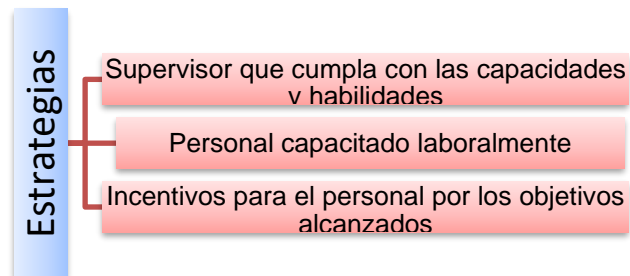 Estrategias
Supervisor que cumpla con las capacidades
y habilidades
Personal capacitado laboralmente
Incentivos para el personal por los objetivos
alcanzados